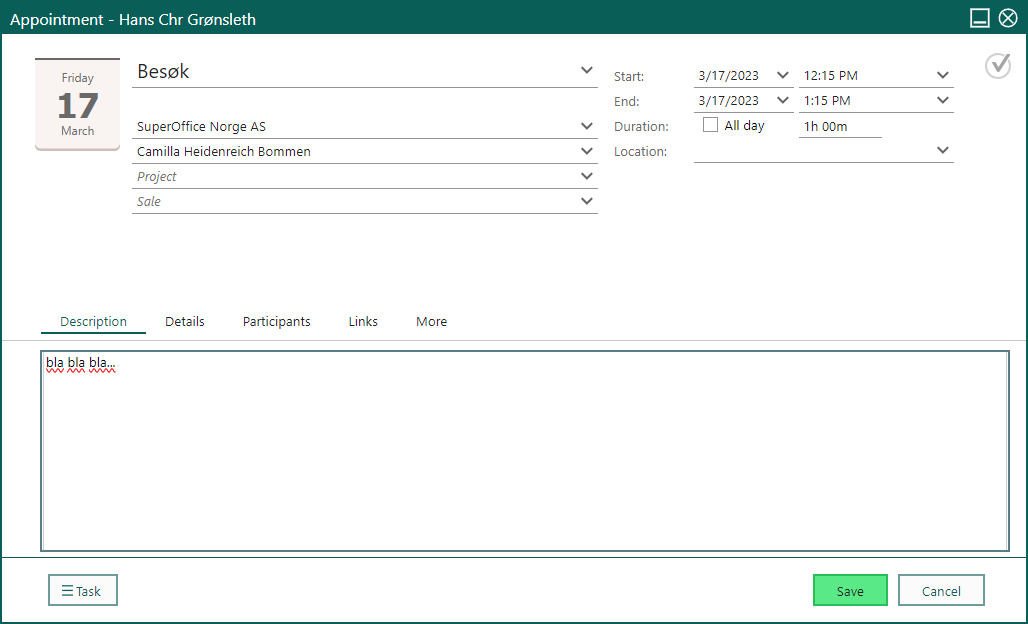 Appointment - Hans Chr Grønsleth
Friday
17
March
Besøk
SuperOffice Norge AS
Camilla Heidenreich Bommen
Project
Sale
Start: 3/17/2023 12:15 PM
End: 3/17/2023 1:15 PM
Duration: All day 1h 00m
Location:
Description Details Participants Links More
bla bla bla...
Task Save Cancel